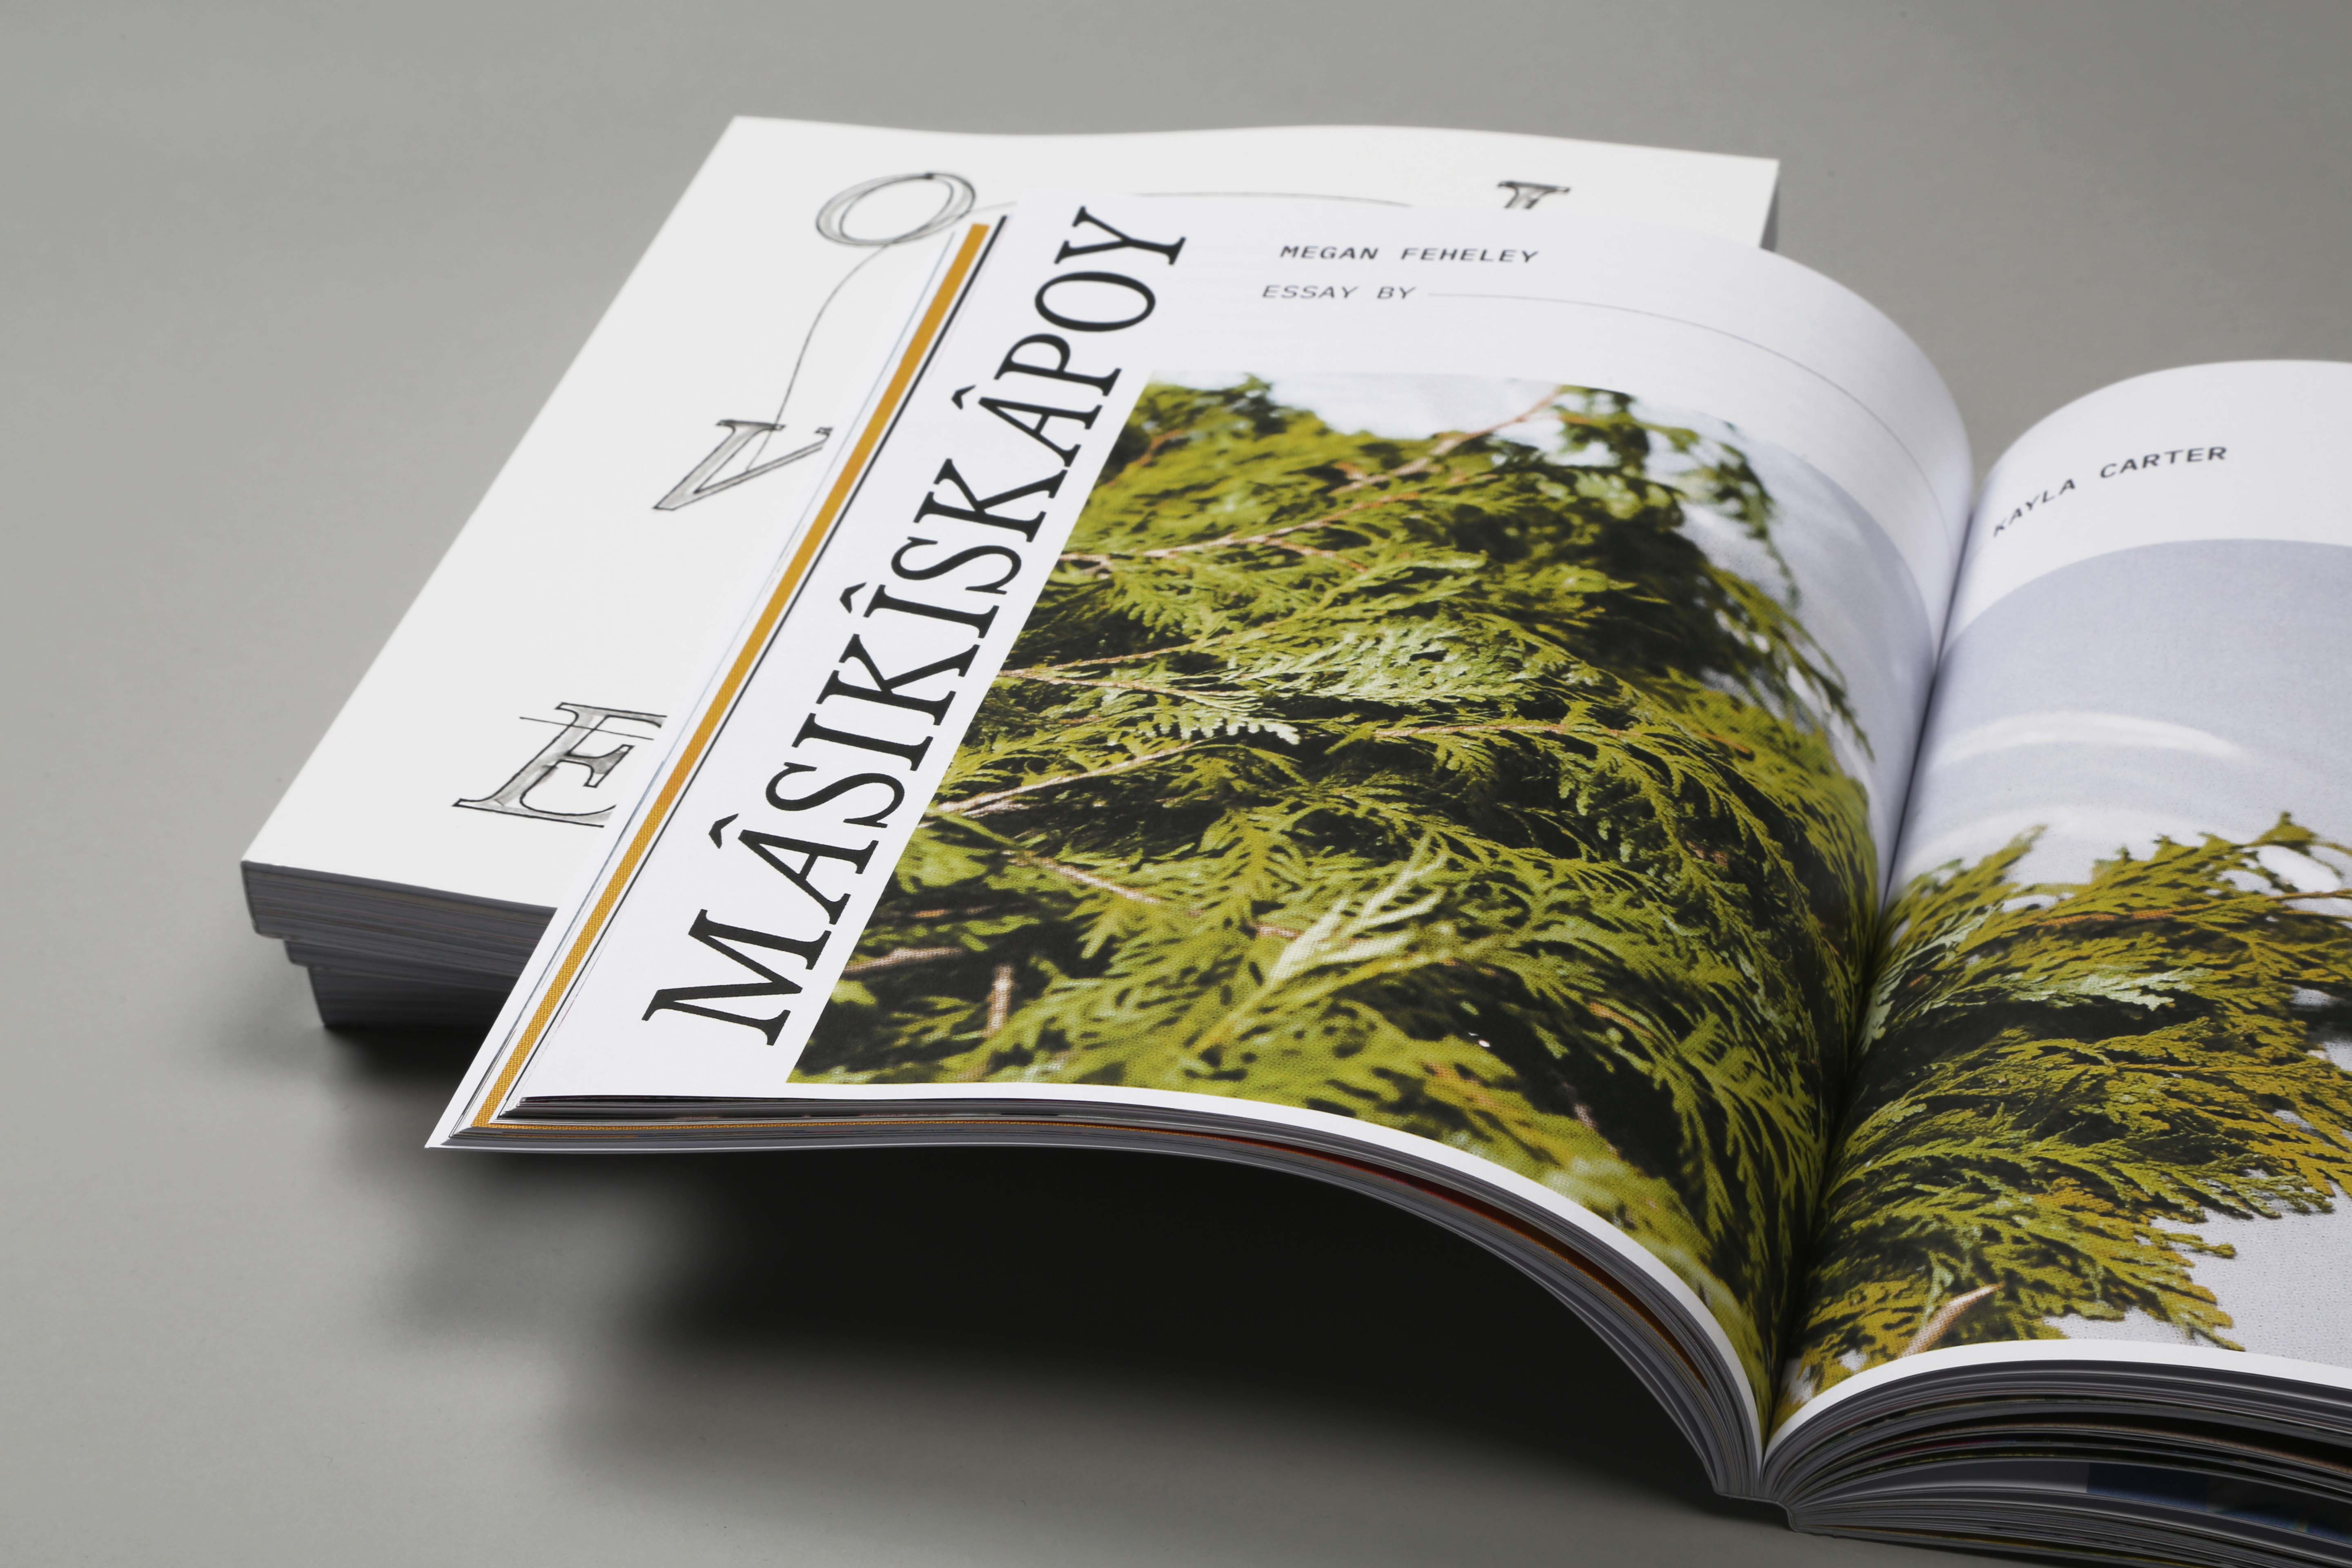 O
V
E
MÂSIKÎSKÂPOY
MEGAN FEHELEY
ESSAY BY
KAYLA CARTER